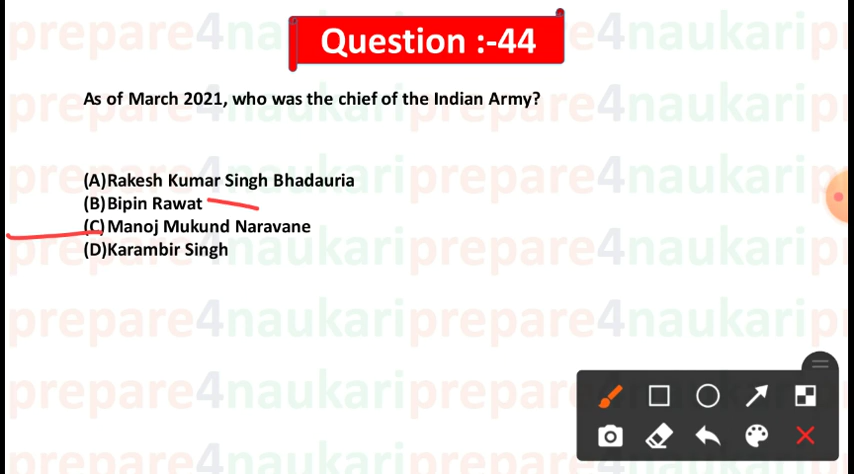 Question :-44
As of March 2021, who was the chief of the Indian Army?
(A)Rakesh Kumar Singh Bhadauria
(B)Bipin Rawat
(C)Manoj Mukund Naravane
(D)Karambir Singh
prepare4naukari